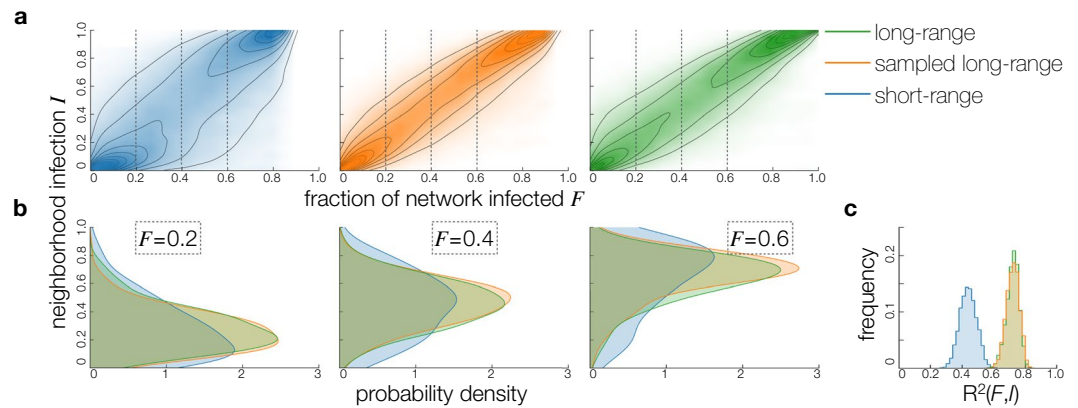 a
neighborhood infection I
1.0
0.8
0.6
0.4
0.2
0
0 0.2 0.4 0.6 0.8 1.0
0 0.2 0.4 0.6 0.8 1.0
0 0.2 0.4 0.6 0.8 1.0
fraction of network infected F
long-range
sampled long-range
short-range
b
1.0
0.8
0.6
0.4
0.2
0
F=0.2
F=0.4
F=0.6
0 1 2 3
0 1 2 3
0 1 2 3
probability density
c
frequency
0.2
0.1
0
0 0.2 0.4 0.6 0.8 1.0
R²(F,I)